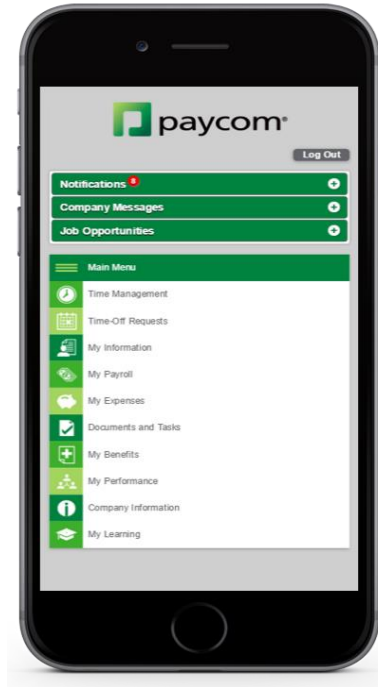 paycom®
Log Out
Notifications 8
Company Messages
Job Opportunities
Main Menu
Time Management
Time-Off Requests
My Information
My Payroll
My Expenses
Documents and Tasks
My Benefits
My Performance
Company Information
My Learning